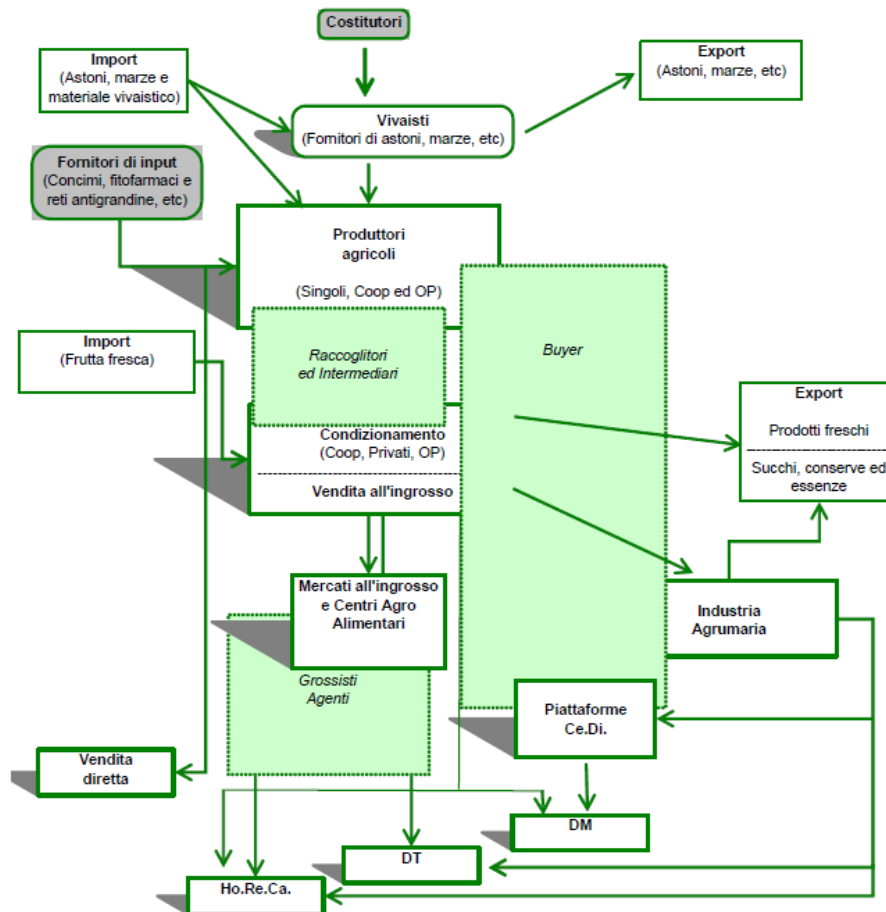 Costitutori
Import
(Astoni, marze e
materiale vivaistico)
Export
(Astoni, marze, etc)
Vivaisti
(Fornitori di astoni, marze, etc)
Fornitori di input
(Concimi, fitofarmaci e
reti antigrandine, etc)
Produttori
agricoli
(Singoli, Coop ed OP)
Import
(Frutta fresca)
Raccoglitori
ed Intermediari
Buyer
Export
Prodotti freschi
Succhi, conserve ed
essenze
Condizionamento
(Coop, Privati, OP)
Vendita all'ingrosso
Mercati all'ingrosso
e Centri Agro
Alimentari
Industria
Agrumaria
Grossisti
Agenti
Piattaforme
Ce.Di.
Vendita
diretta
DM
DT
Ho.Re.Ca.